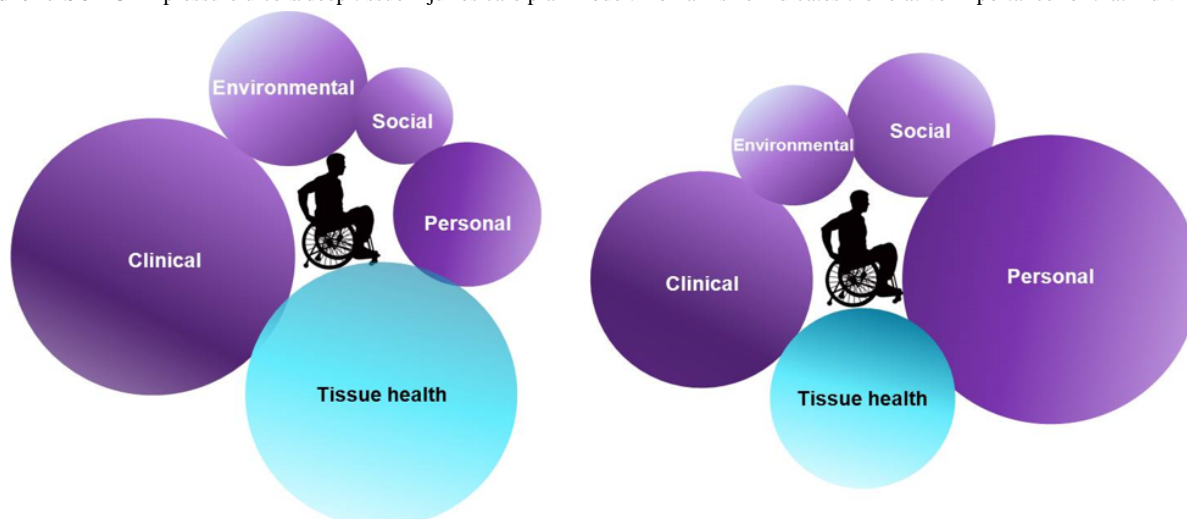 Environmental
Social
Personal
Clinical
Tissue health
Environmental
Social
Clinical
Personal
Tissue health